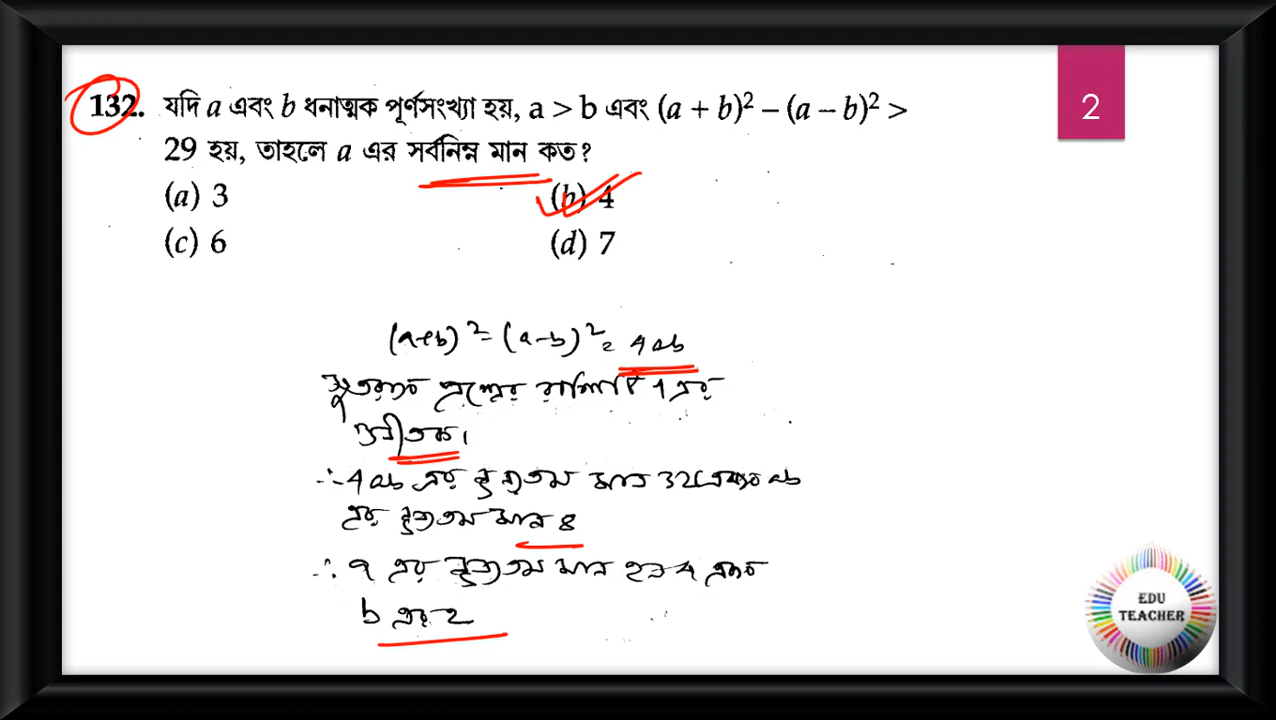 2
132. যদি a এবং b ধনাত্মক পূর্ণসংখ্যা হয়, a > b এবং (a + b)² – (a – b)² >
29 হয়, তাহলে a এর সর্বনিম্ন মান কত?
(a) 3 (b) 4
(c) 6 (d) 7
(a+b)² - (a-b)² = 4ab
সুতরাং প্রশ্নের রাশিটি 4 এর
গুণীতক।
∴ 4ab এর ক্ষুদ্রতম মান 32 এবং ab
এর ক্ষুদ্রতম মান 8
∴ a এর ক্ষুদ্রতম মান হল 4 এবং
b এর 2
EDU
TEACHER